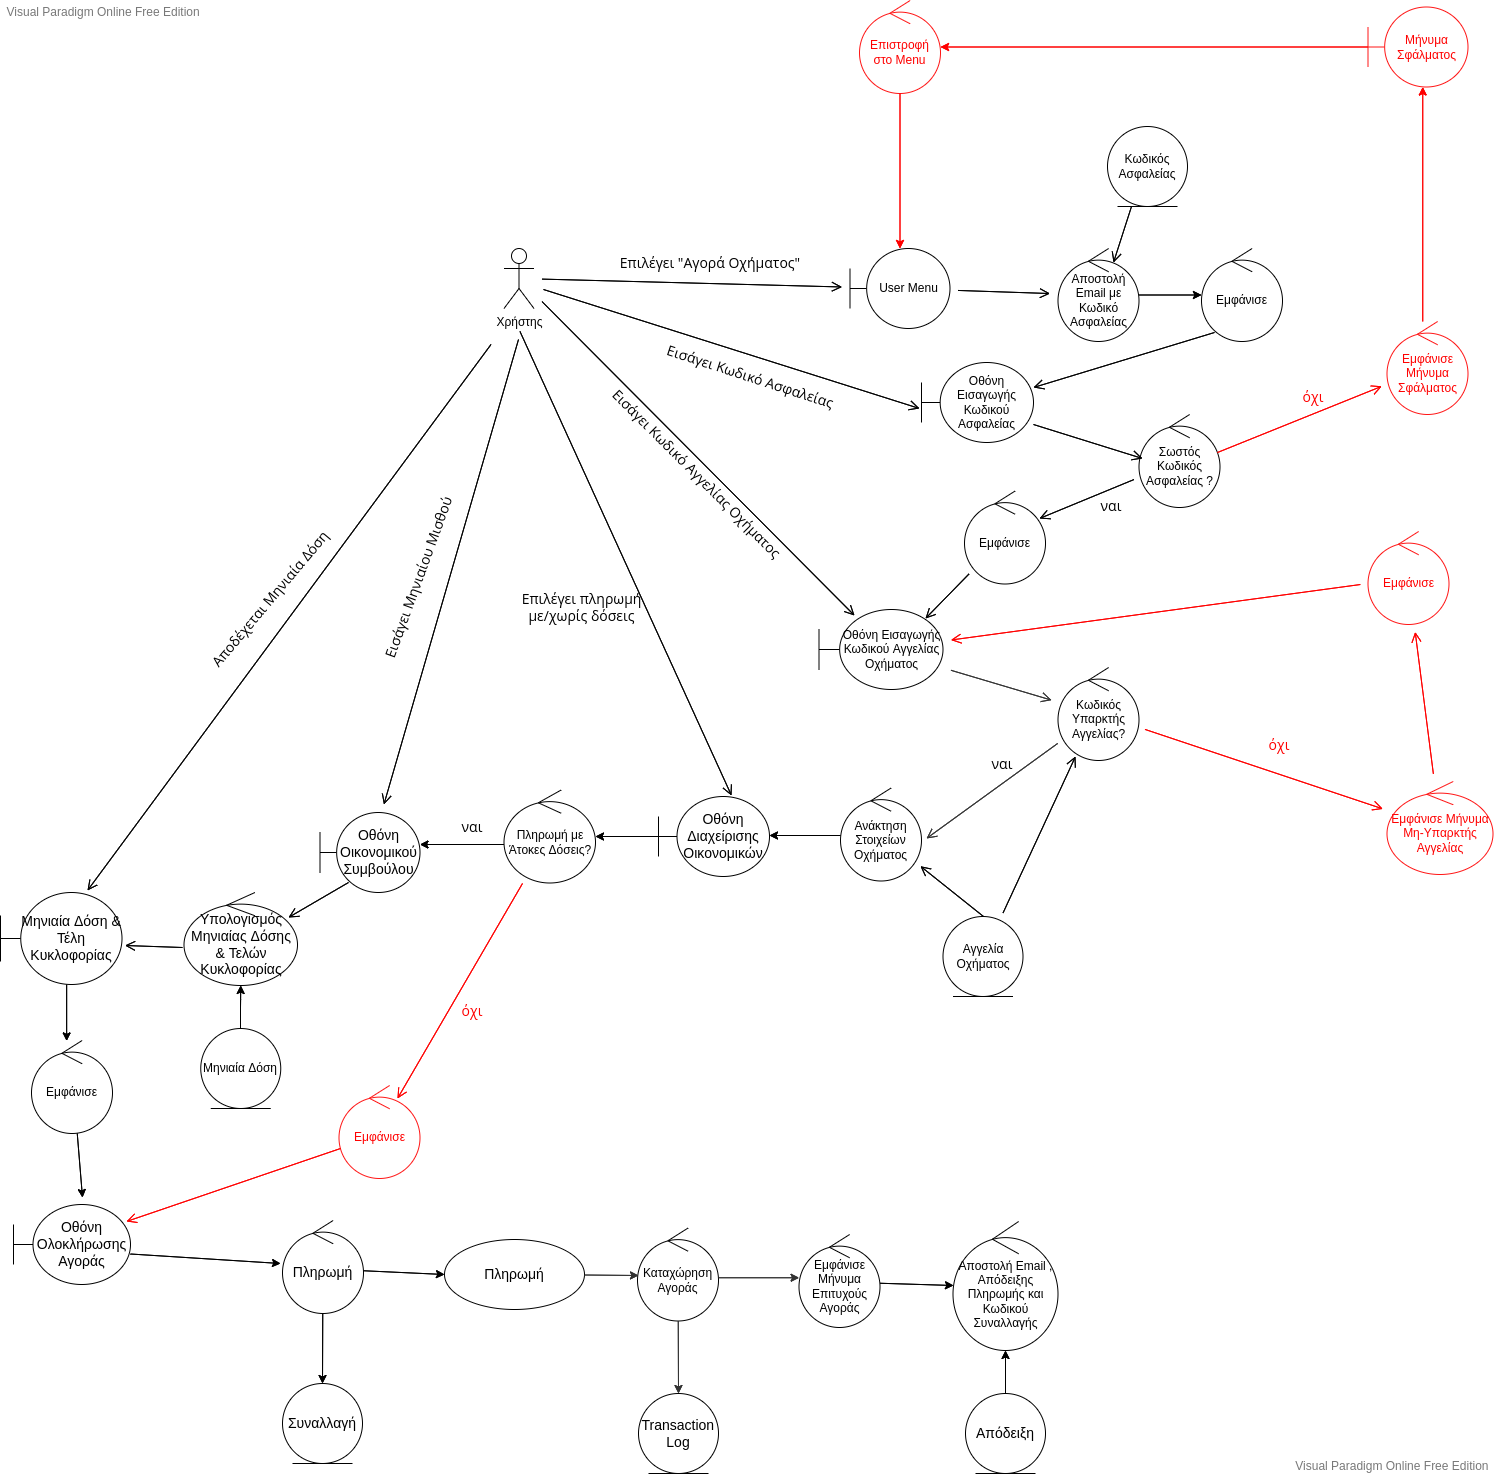 Visual Paradigm Online Free Edition
Επιστροφή
στο Menu
Μήνυμα
Σφάλματος
Κωδικός
Ασφαλείας
Επιλέγει "Αγορά Οχήματος"
User Menu
Αποστολή
Email με
Κωδικό
Ασφαλείας
Εμφάνισε
Χρήστης
Εισάγει Κωδικό Ασφαλείας
Οθόνη
Εισαγωγής
Κωδικού
Ασφαλείας
Εμφάνισε
Μήνυμα
Σφάλματος
όχι
Σωστός
Κωδικός
Ασφαλείας ?
ναι
Εισάγει Κωδικό Αγγελίας Οχήματος
Εμφάνισε
Εμφάνισε
Αποδέχεται Μηνιαία Δόση
Εισάγει Μηνιαίου Μισθού
Επιλέγει πληρωμή
με/χωρίς δόσεις
Οθόνη Εισαγωγής
Κωδικού Αγγελίας
Οχήματος
Κωδικός
Υπαρκτής
Αγγελίας?
όχι
ναι
Εμφάνισε Μήνυμα
Μη-Υπαρκτής
Αγγελίας
Ανάκτηση
Στοιχείων
Οχήματος
Οθόνη
Διαχείρισης
Οικονομικών
Πληρωμή με
Άτοκες Δόσεις?
ναι
Οθόνη
Οικονομικού
Συμβούλου
Μηνιαία Δόση &
Τέλη
Κυκλοφορίας
Υπολογισμός
Μηνιαίας Δόσης
& Τελών
Κυκλοφορίας
Αγγελία
Οχήματος
όχι
Μηνιαία Δόση
Εμφάνισε
Εμφάνισε
Οθόνη
Ολοκλήρωσης
Αγοράς
Πληρωμή
Πληρωμή
Καταχώρηση
Αγοράς
Εμφάνισε
Μήνυμα
Επιτυχούς
Αγοράς
Αποστολή Email ,
Απόδειξης
Πληρωμής και
Κωδικού
Συναλλαγής
Συναλλαγή
Transaction
Log
Απόδειξη
Visual Paradigm Online Free Edition